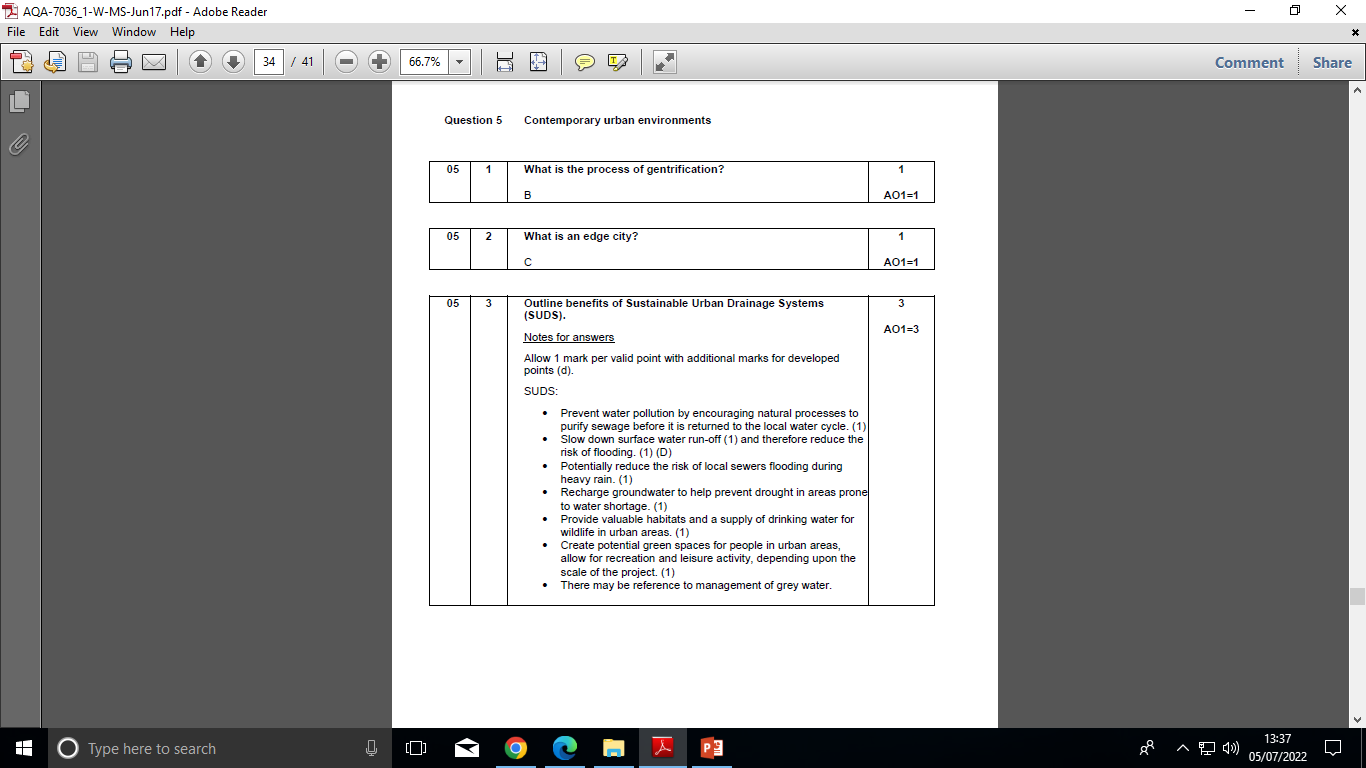 AQA-7036_1-W-MS-Jun17.pdf - Adobe Reader
File Edit View Window Help
34 / 41 66.7% Comment Share
Question 5 Contemporary urban environments
05 1 What is the process of gentrification? 1
B AO1=1
05 2 What is an edge city? 1
C AO1=1
05 3 Outline benefits of Sustainable Urban Drainage Systems 3
(SUDS).
AO1=3
Notes for answers
Allow 1 mark per valid point with additional marks for developed
points (d).
SUDS:
• Prevent water pollution by encouraging natural processes to
purify sewage before it is returned to the local water cycle. (1)
• Slow down surface water run-off (1) and therefore reduce the
risk of flooding. (1) (D)
• Potentially reduce the risk of local sewers flooding during
heavy rain. (1)
• Recharge groundwater to help prevent drought in areas prone
to water shortage. (1)
• Provide valuable habitats and a supply of drinking water for
wildlife in urban areas. (1)
• Create potential green spaces for people in urban areas,
allow for recreation and leisure activity, depending upon the
scale of the project. (1)
• There may be reference to management of grey water.
Type here to search
13:37
05/07/2022